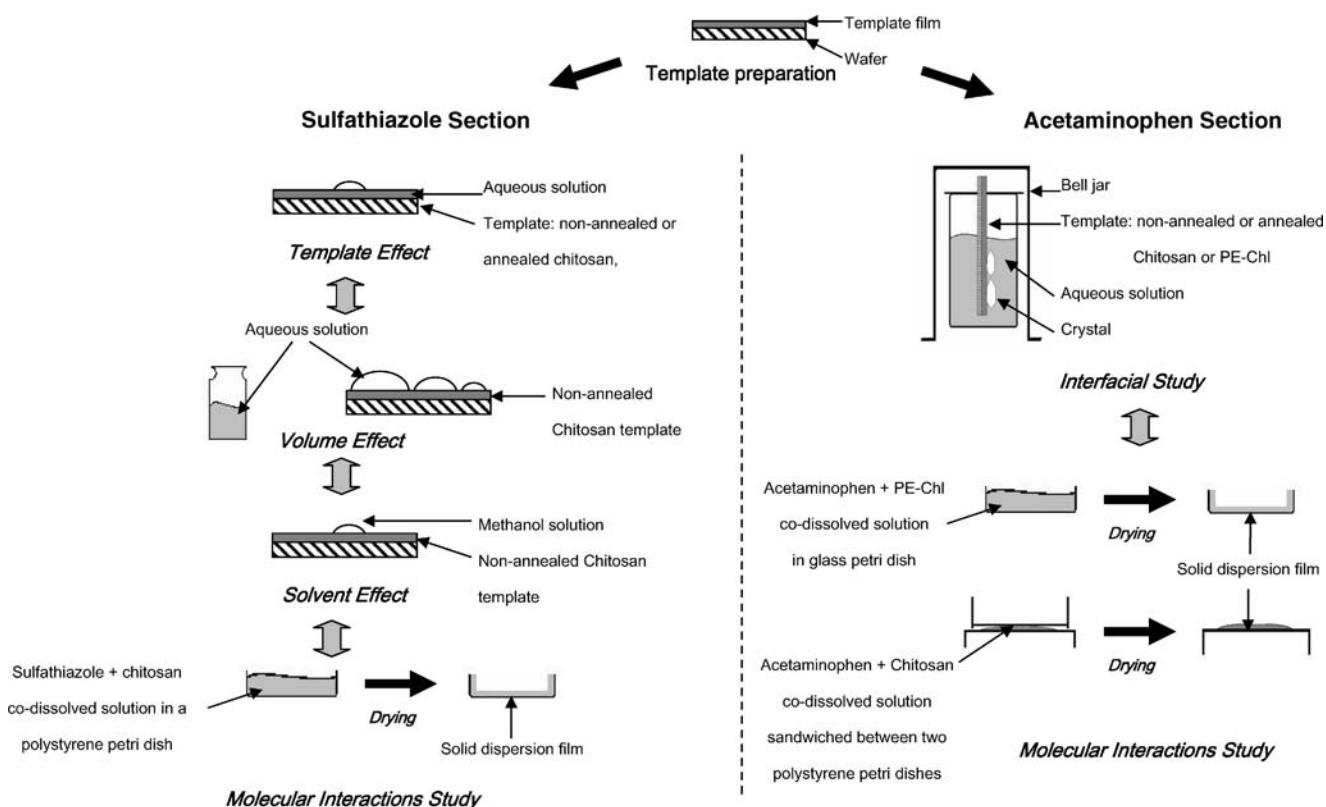 Template film
Wafer
Template preparation
Sulfathiazole Section
Aqueous solution
Template: non-annealed or
annealed chitosan,
Template Effect
Aqueous solution
Non-annealed
Chitosan template
Volume Effect
Methanol solution
Non-annealed Chitosan
template
Solvent Effect
Sulfathiazole + chitosan
co-dissolved solution in a
polystyrene petri dish
Drying
Solid dispersion film
Molecular Interactions Study
Acetaminophen Section
Bell jar
Template: non-annealed or annealed
Chitosan or PE-Chl
Aqueous solution
Crystal
Interfacial Study
Acetaminophen + PE-Chl
co-dissolved solution
in glass petri dish
Drying
Solid dispersion film
Acetaminophen + Chitosan
co-dissolved solution
sandwiched between two
polystyrene petri dishes
Drying
Molecular Interactions Study